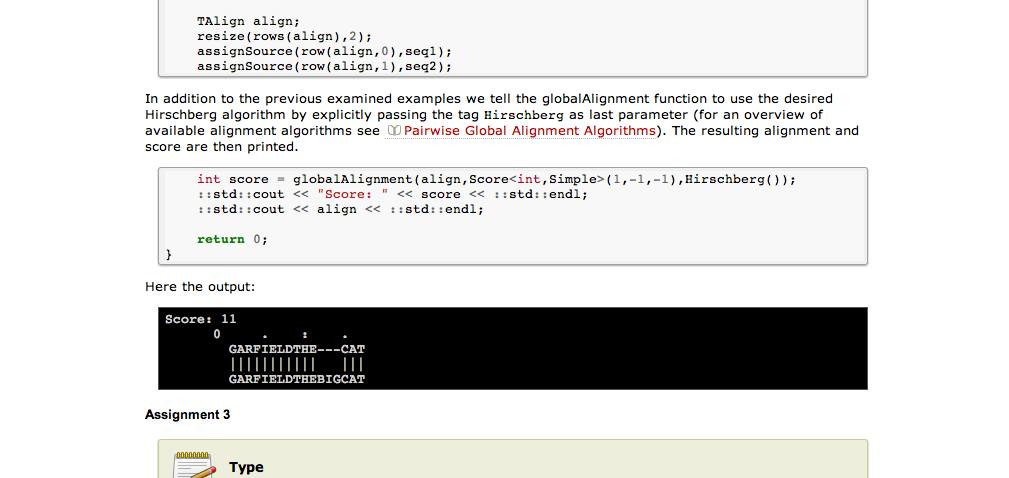 TAlign align;
resize(rows(align),2);
assignSource(row(align,0),seq1);
assignSource(row(align,1),seq2);
In addition to the previous examined examples we tell the globalAlignment function to use the desired
Hirschberg algorithm by explicitly passing the tag Hirschberg as last parameter (for an overview of
available alignment algorithms see Pairwise Global Alignment Algorithms). The resulting alignment and
score are then printed.
int score = globalAlignment(align,Score<int,Simple>(1,-1,-1),Hirschberg());
::std::cout << "Score: " << score << ::std::endl;
::std::cout << align << ::std::endl;
return 0;
}
Here the output:
Score: 11
0 . : .
GARFIELDTHE---CAT
||||||||||| |||
GARFIELDTHEBIGCAT
Assignment 3
Type